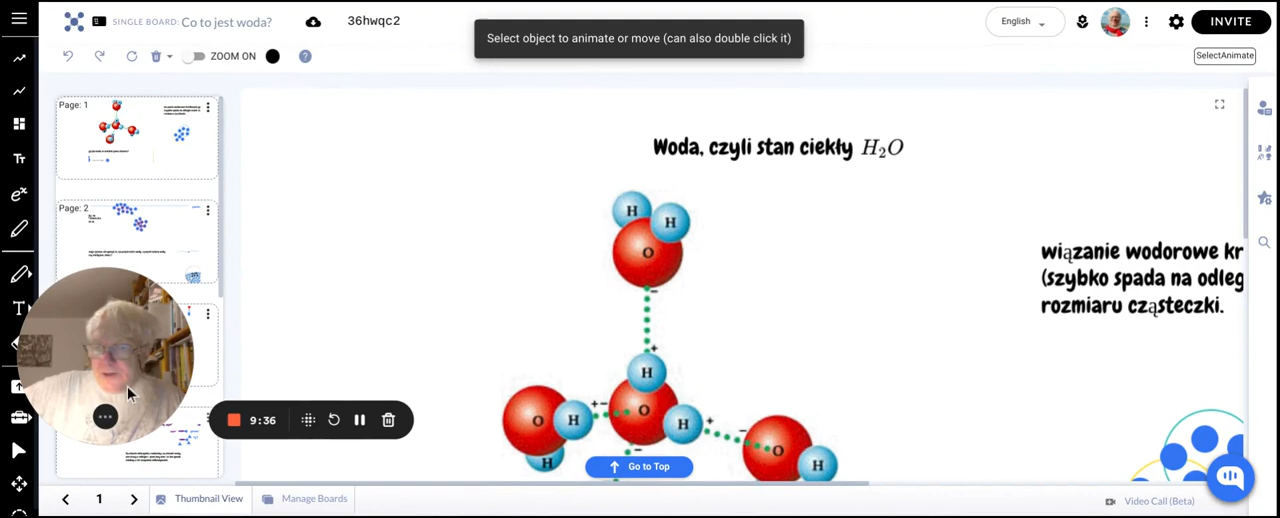 SINGLE BOARD: Co to jest woda?
36hwqc2
Select object to animate or move (can also double click it)
English
INVITE
ZOOM ON
?
SelectAnimate
Page: 1
Page: 2
Woda, czyli stan ciekły H₂O
H
H
O
wiązanie wodorowe kr
(szybko spada na odleg
rozmiaru cząsteczki.
−
+
H
O
H
+−
O
H
+
−
O
H
H
−
Go to Top
9:36
1
Thumbnail View
Manage Boards
Video Call (Beta)